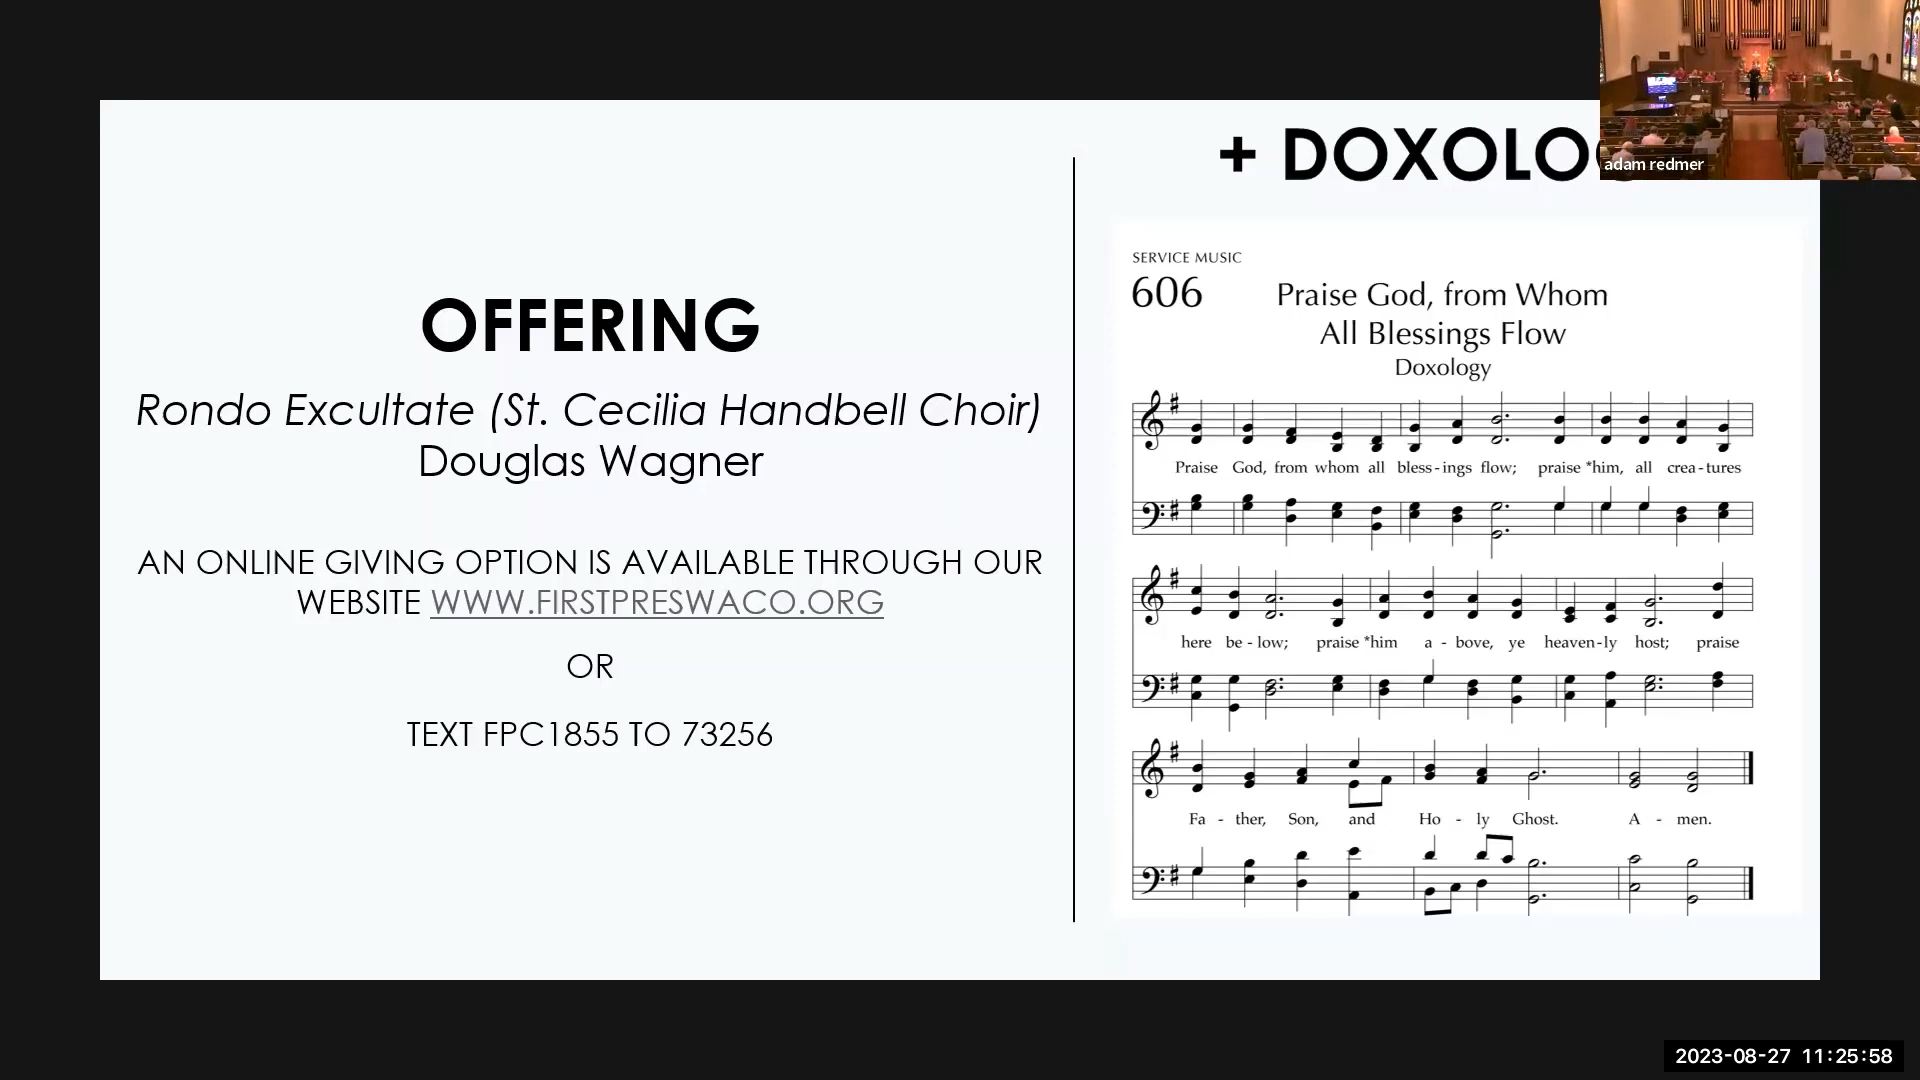 OFFERING
Rondo Excultate (St. Cecilia Handbell Choir)
Douglas Wagner
AN ONLINE GIVING OPTION IS AVAILABLE THROUGH OUR
WEBSITE WWW.FIRSTPRESWACO.ORG
OR
TEXT FPC1855 TO 73256
+ DOXOLO
adam redmer
SERVICE MUSIC
606
Praise God, from Whom
All Blessings Flow
Doxology
Praise God, from whom all bless-ings flow; praise *him, all crea-tures
here be - low; praise *him a - bove, ye heaven-ly host; praise
Fa - ther, Son, and Ho - ly Ghost. A - men.
2023-08-27 11:25:58